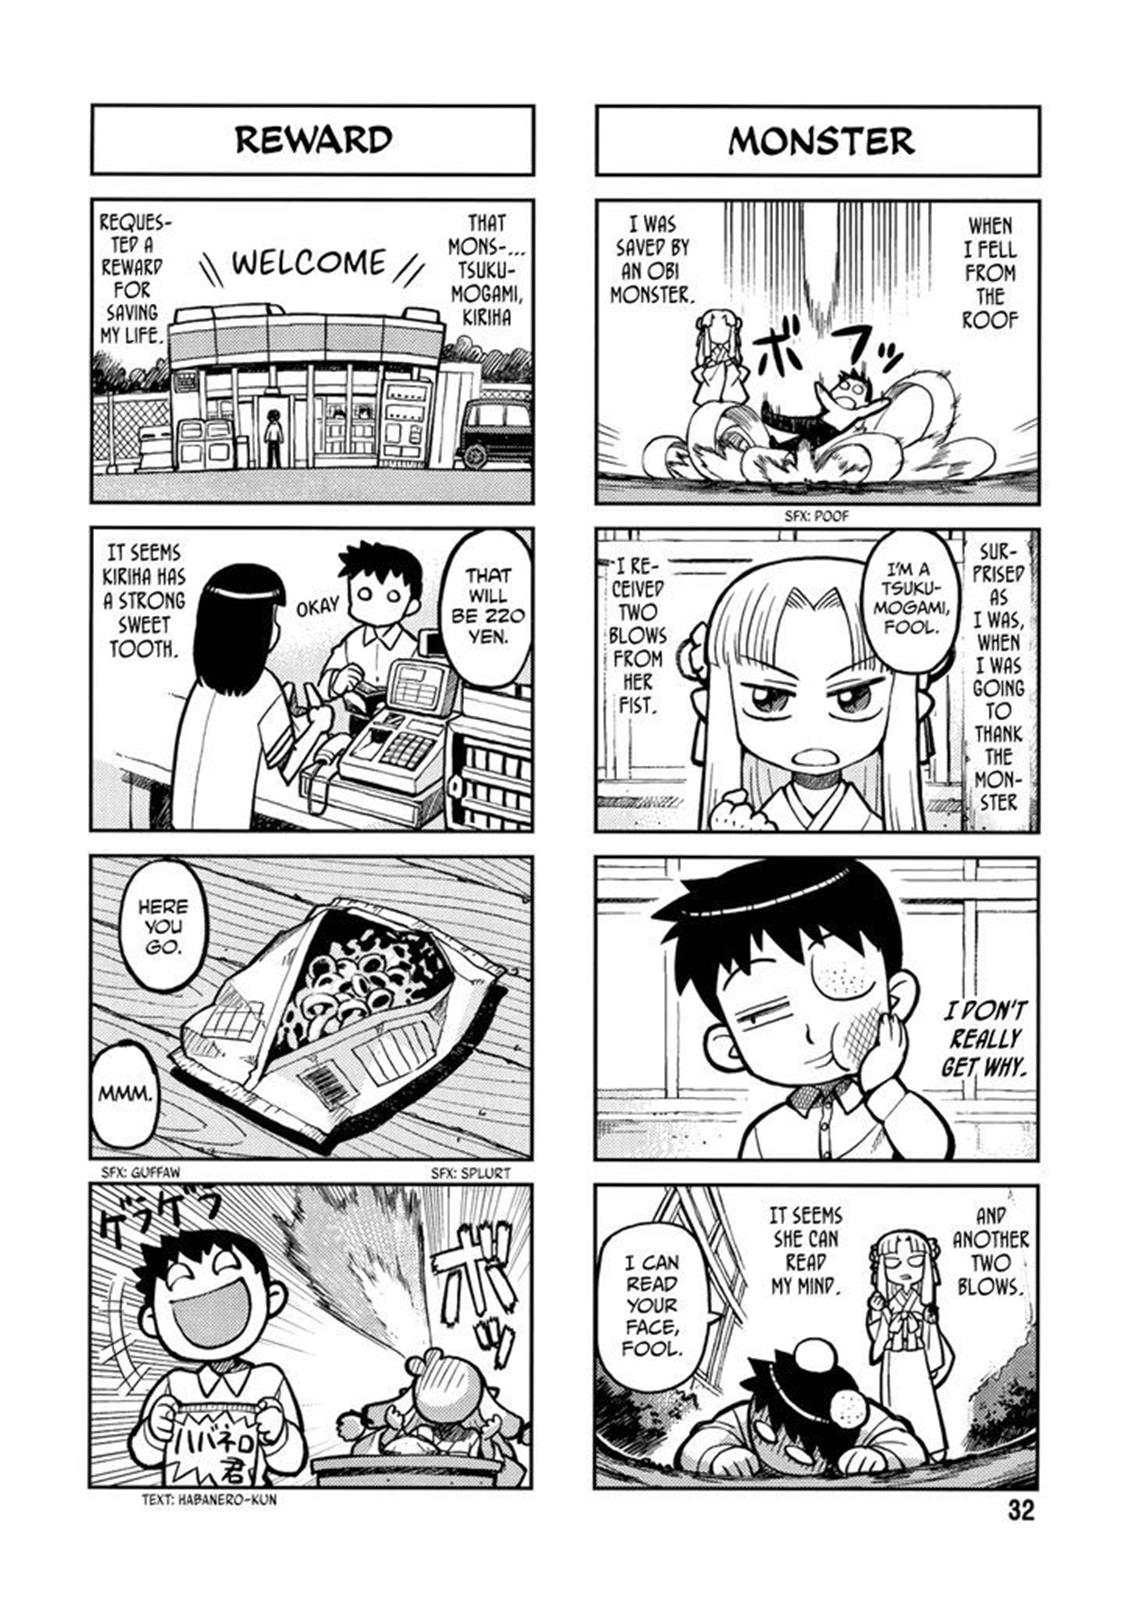 MONSTER
WHEN
I FELL
FROM
THE
ROOF
I WAS
SAVED BY
AN OBI
MONSTER.
ボフッ
SFX: POOF
SUR-
PRISED
AS
I WAS,
WHEN
I WAS
GOING
TO
THANK
THE
MON-
STER
I'M A
TSUKU-
MOGAMI,
FOOL.
I RE-
CEIVED
TWO
BLOWS
FROM
HER
FIST.
I DON'T
REALLY
GET WHY.
AND
ANOTHER
TWO
BLOWS.
IT SEEMS
SHE CAN
READ
MY MIND.
I CAN
READ
YOUR
FACE,
FOOL.
REWARD
THAT
MONS-...
TSUKU-
MOGAMI,
KIRIHA
WELCOME
REQUES-
TED A
REWARD
FOR
SAVING
MY LIFE.
THAT
WILL
BE 220
YEN.
OKAY
IT SEEMS
KIRIHA HAS
A STRONG
SWEET
TOOTH.
HERE
YOU
GO.
MMM.
SFX: GUFFAW
SFX: SPLURT
ボッ
ゲラゲラ
ハバネロ
君
TEXT: HABANERO-KUN
32